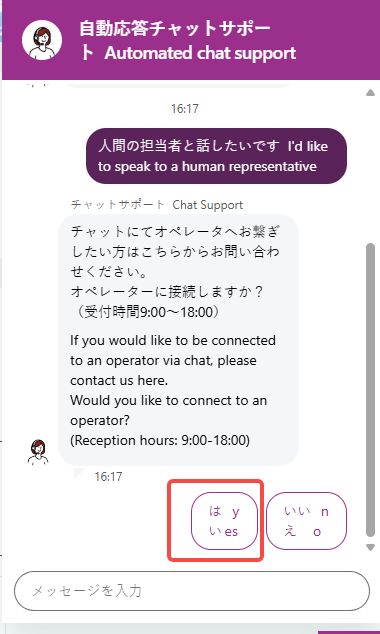 自動応答チャットサポー
ト Automated chat support
16:17
人間の担当者と話したいです I'd like
to speak to a human representative
チャットサポート Chat Support
チャットにてオペレータへお繋ぎ
したい方はこちらからお問い合わ
せください。
オペレーターに接続しますか?
（受付時間9:00～18:00）
If you would like to be connected
to an operator via chat, please
contact us here.
Would you like to connect to an
operator?
(Reception hours: 9:00-18:00)
16:17
は y
い es
いい n
え o
メッセージを入力